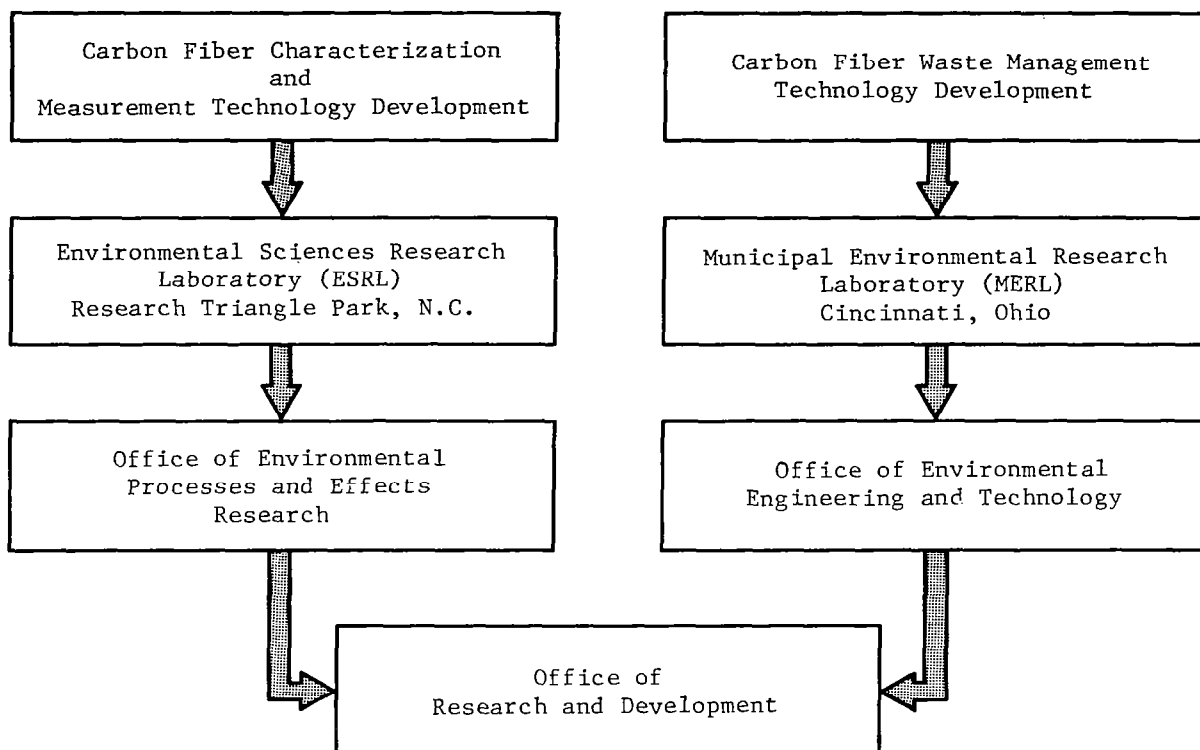 Carbon Fiber Characterization
and
Measurement Technology Development
Carbon Fiber Waste Management
Technology Development
Environmental Sciences Research
Laboratory (ESRL)
Research Triangle Park, N.C.
Municipal Environmental Research
Laboratory (MERL)
Cincinnati, Ohio
Office of Environmental
Processes and Effects
Research
Office of Environmental
Engineering and Technology
Office of
Research and Development